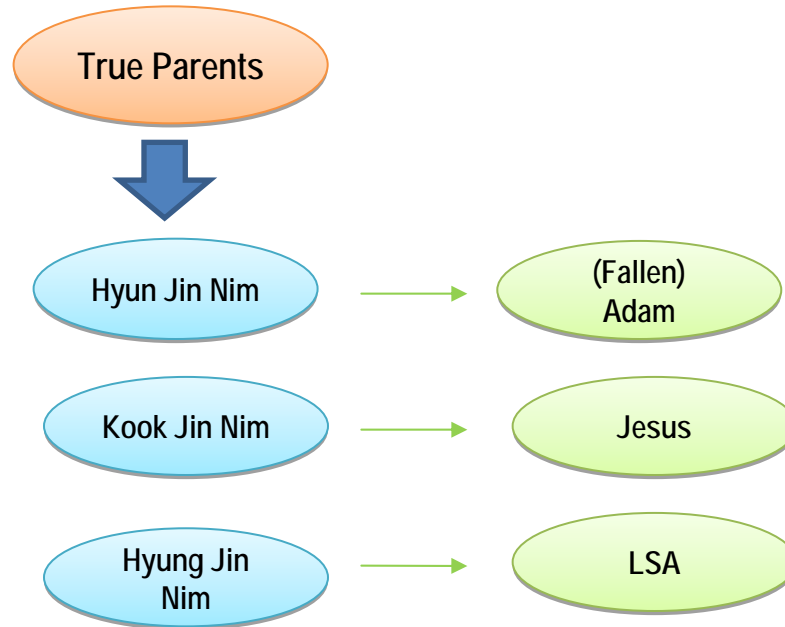 True Parents
Hyun Jin Nim
(Fallen)
Adam
Kook Jin Nim
Jesus
Hyung Jin
Nim
LSA